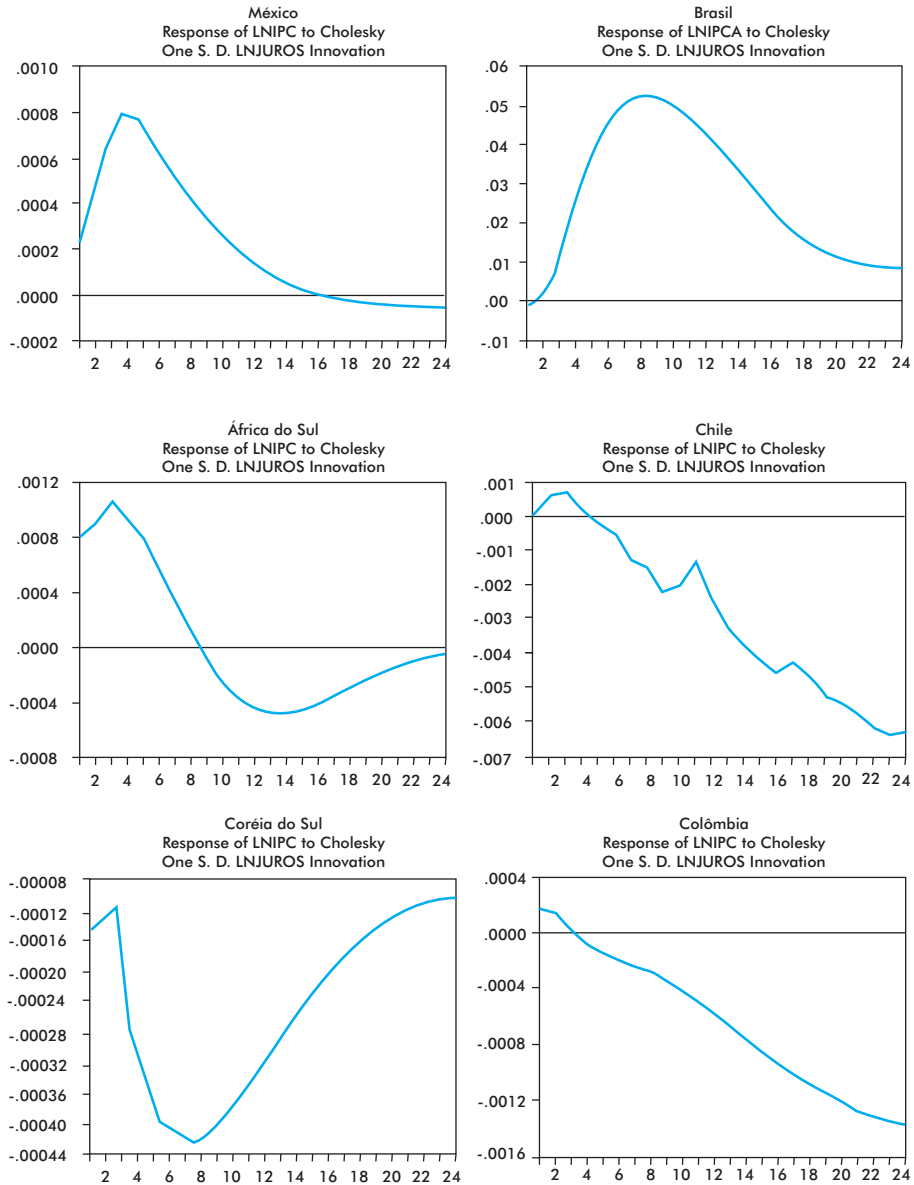 México
Response of LNIPC to Cholesky
One S. D. LNJUROS Innovation
.0010
.0008
.0006
.0004
.0002
.0000
-.0002
2 4 6 8 10 12 14 16 18 20 22 24
Brasil
Response of LNIPCA to Cholesky
One S. D. LNJUROS Innovation
.06
.05
.04
.03
.02
.01
.00
-.01
2 4 6 8 10 12 14 16 18 20 22 24
África do Sul
Response of LNIPC to Cholesky
One S. D. LNJUROS Innovation
.0012
.0008
.0004
.0000
-.0004
-.0008
2 4 6 8 10 12 14 16 18 20 22 24
Chile
Response of LNIPC to Cholesky
One S. D. LNJUROS Innovation
.001
.000
-.001
-.002
-.003
-.004
-.005
-.006
-.007
2 4 6 8 10 12 14 16 18 20 22 24
Coréia do Sul
Response of LNIPC to Cholesky
One S. D. LNJUROS Innovation
-.00008
-.00012
-.00016
-.00020
-.00024
-.00028
-.00032
-.00036
-.00040
-.00044
2 4 6 8 10 12 14 16 18 20 22 24
Colômbia
Response of LNIPC to Cholesky
One S. D. LNJUROS Innovation
.0004
.0000
-.0004
-.0008
-.0012
-.0016
2 4 6 8 10 12 14 16 18 20 22 24